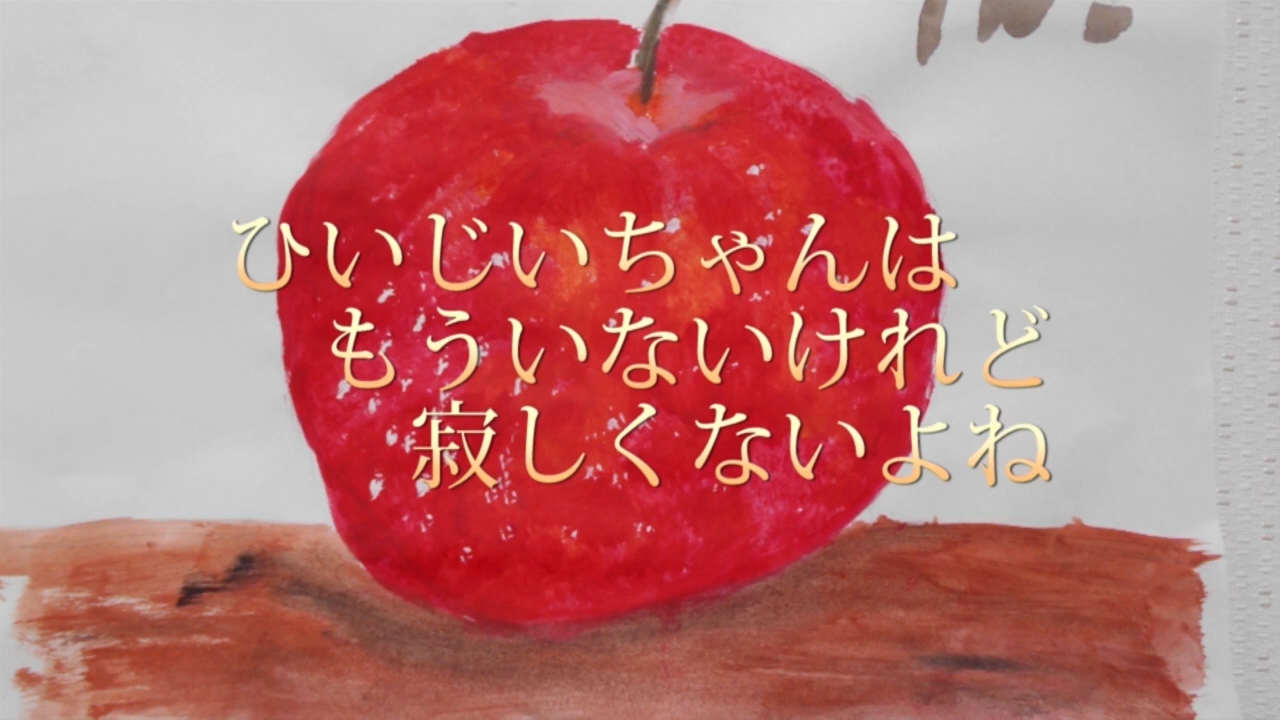 ひいじいちゃんは
もういないけれど
寂しくないよね